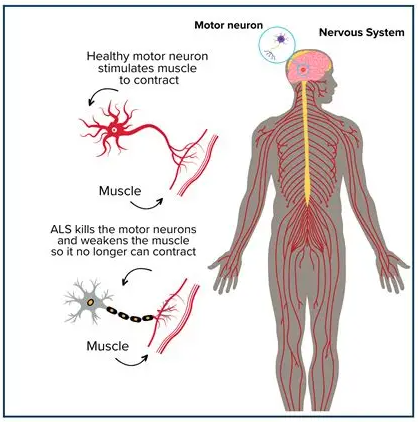 Motor neuron
Nervous System
Healthy motor neuron
stimulates muscle
to contract
Muscle
ALS kills the motor neurons
and weakens the muscle
so it no longer can contract
Muscle